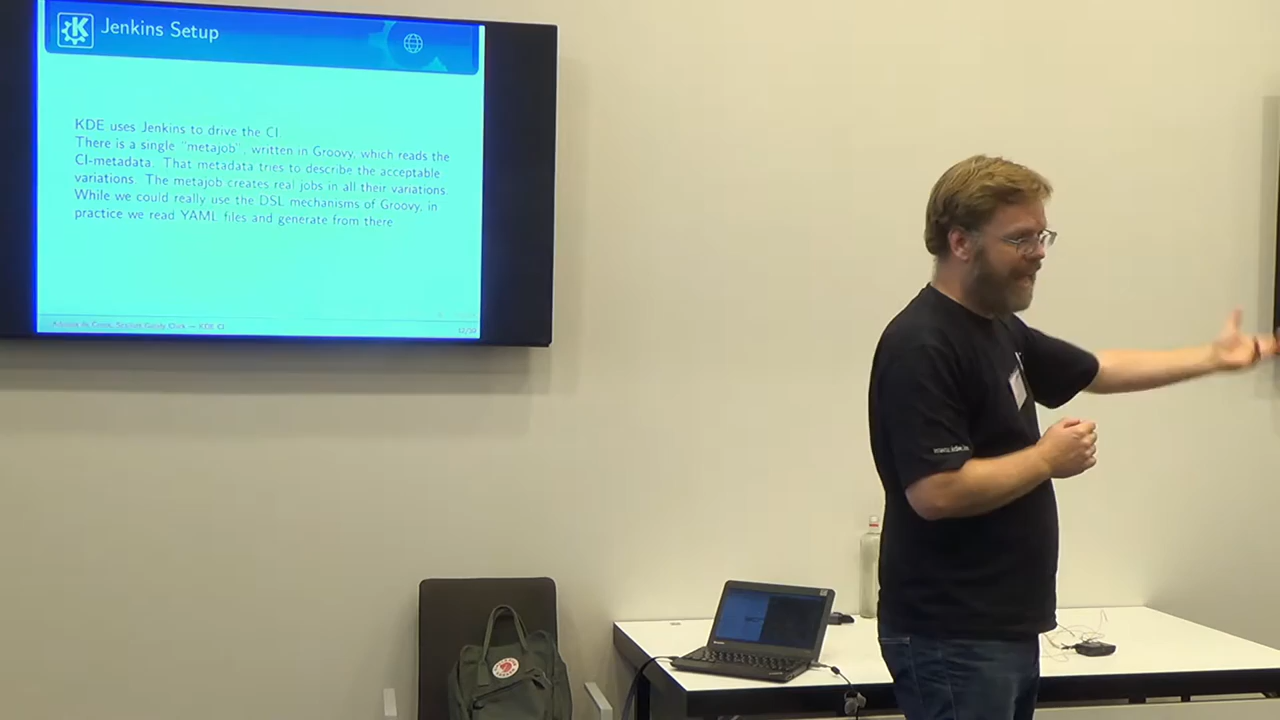 Jenkins Setup
KDE uses Jenkins to drive the CI.
There is a single "metajob", written in Groovy, which reads the
CI-metadata. That metadata tries to describe the acceptable
variations. The metajob creates real jobs in all their variations.
While we could really use the DSL mechanisms of Groovy, in
practice we read YAML files and generate from there
— KDE CI
12/